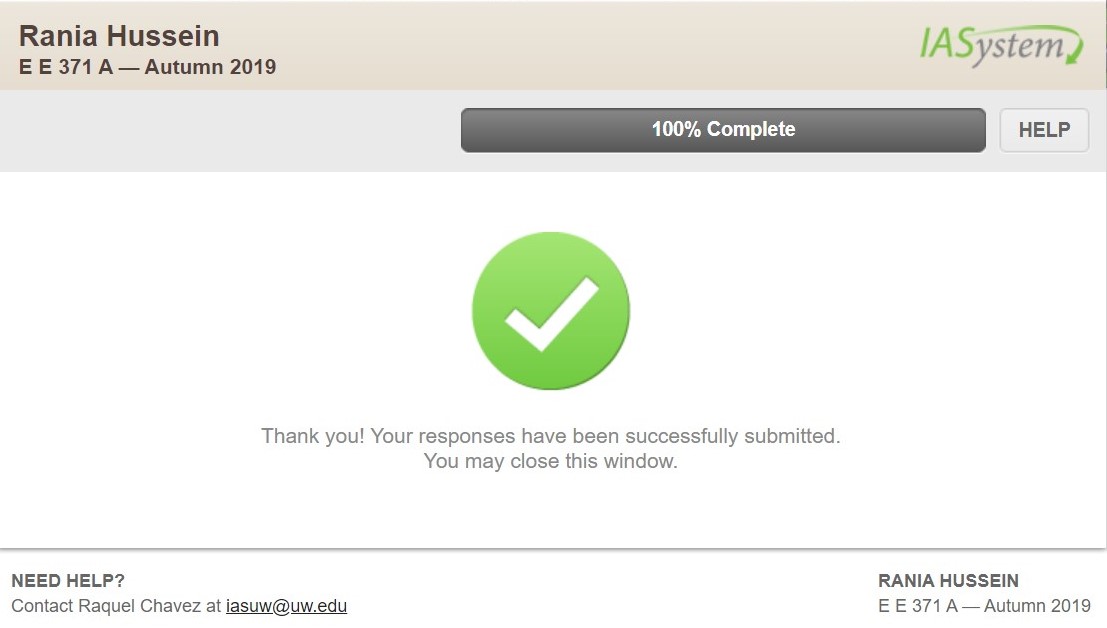 Rania Hussein
E E 371 A — Autumn 2019
IASystem
100% Complete
HELP
Thank you! Your responses have been successfully submitted.
You may close this window.
NEED HELP?
Contact Raquel Chavez at iasuw@uw.edu
RANIA HUSSEIN
E E 371 A — Autumn 2019